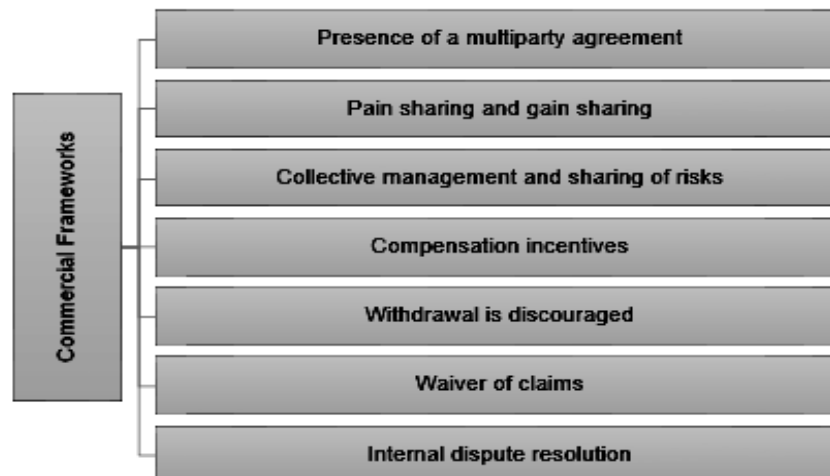 Commercial Frameworks
Presence of a multiparty agreement
Pain sharing and gain sharing
Collective management and sharing of risks
Compensation incentives
Withdrawal is discouraged
Waiver of claims
Internal dispute resolution